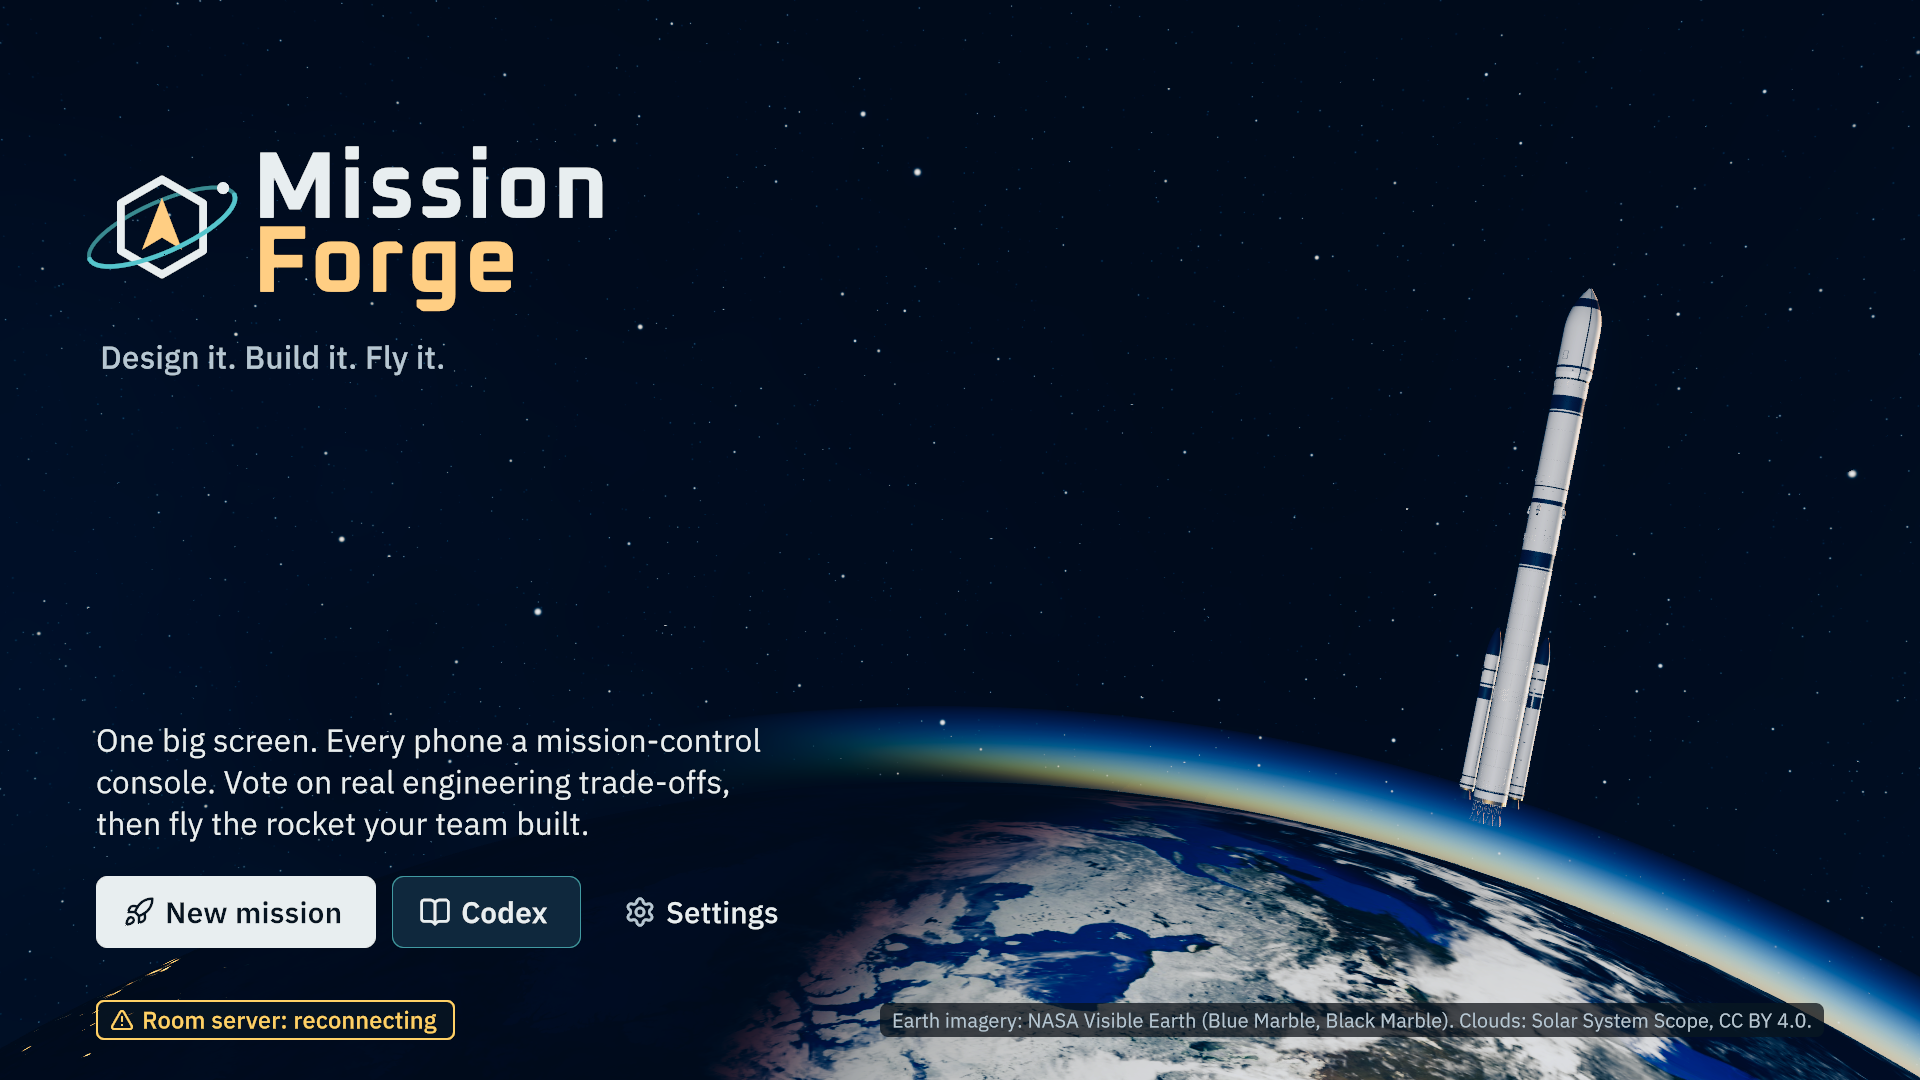 Mission
Forge
Design it. Build it. Fly it.
One big screen. Every phone a mission-control
console. Vote on real engineering trade-offs,
then fly the rocket your team built.
New mission
Codex
Settings
Room server: reconnecting
Earth imagery: NASA Visible Earth (Blue Marble, Black Marble). Clouds: Solar System Scope, CC BY 4.0.